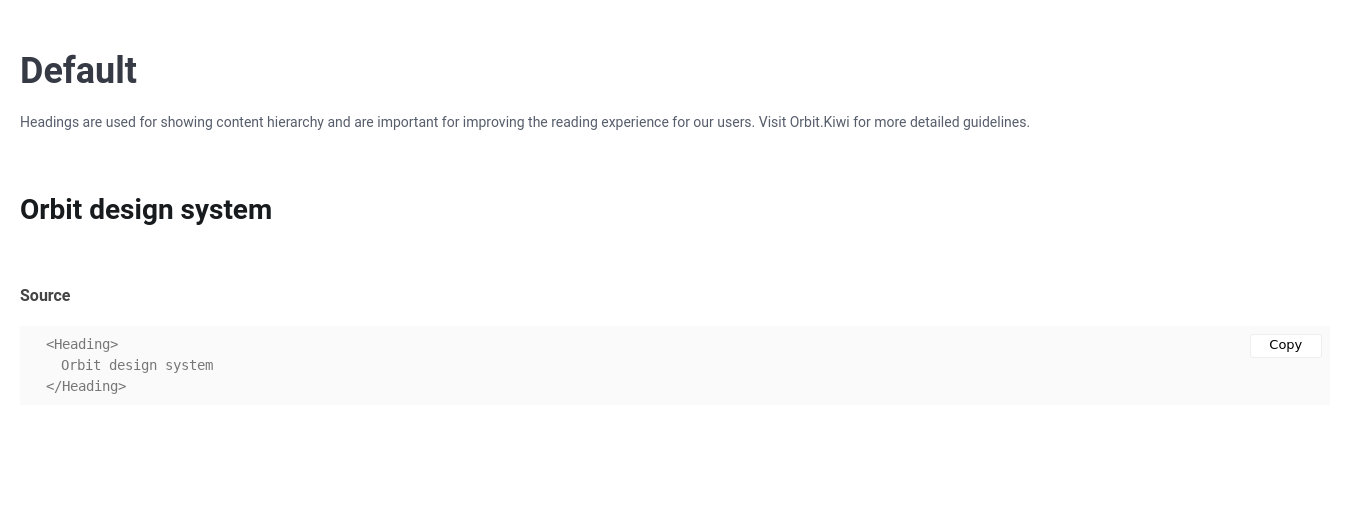 Default
Headings are used for showing content hierarchy and are important for improving the reading experience for our users. Visit Orbit.Kiwi for more detailed guidelines.
Orbit design system
Source
<Heading>
Copy
Orbit design system
</Heading>